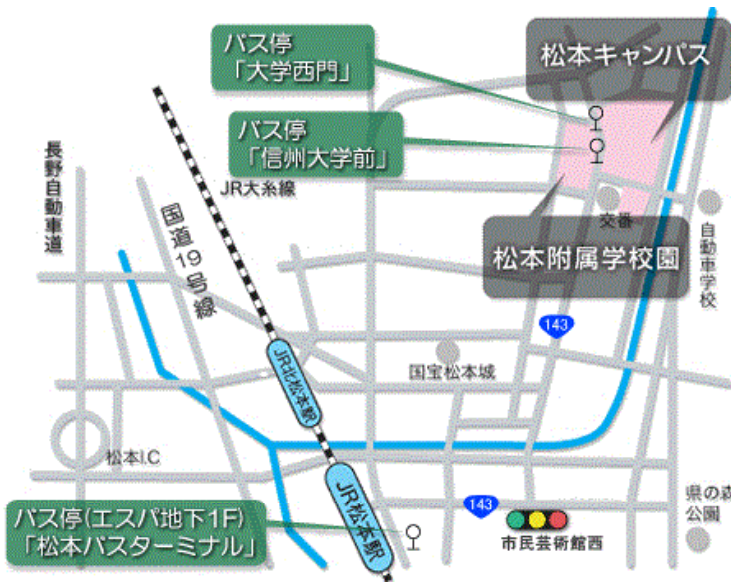 バス停
「大学西門」
松本キャンパス
バス停
「信州大学前」
JR大糸線
長野自動車道
国道19号線
交番
自動車学校
松本附属学校園
143
国宝松本城
JR北松本駅
松本I.C
JR松本駅
バス停(エスパ地下1F)
「松本バスターミナル」
143
市民芸術館西
県の森
公園